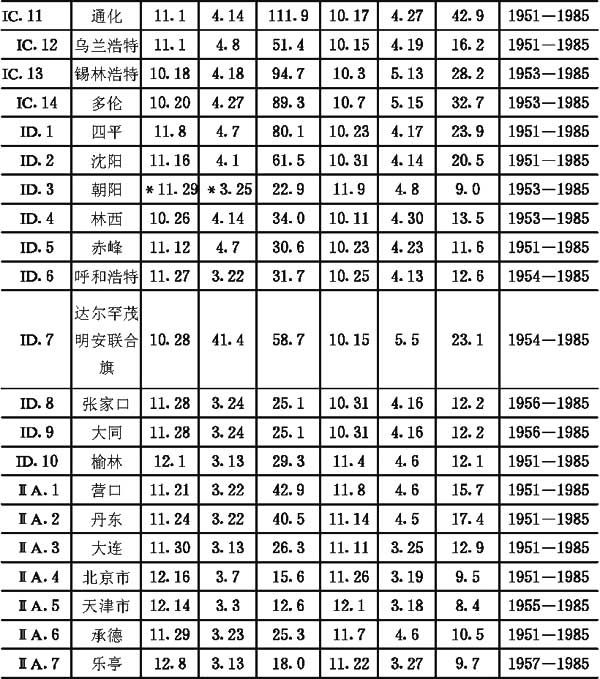 IC. 11 通化 11. 1 4. 14 111. 9 10. 17 4. 27 42. 9 1951—1985
IC. 12 乌兰浩特 11. 1 4. 8 51. 4 10. 15 4. 19 16. 2 1951—1985
IC. 13 锡林浩特 10. 18 4. 18 94. 7 10. 3 5. 13 28. 2 1953—1985
IC. 14 多伦 10. 20 4. 27 89. 3 10. 7 5. 15 32. 7 1953—1985
ID. 1 四平 11. 8 4. 7 80. 1 10. 23 4. 17 23. 9 1951—1985
ID. 2 沈阳 11. 16 4. 1 61. 5 10. 31 4. 14 20. 5 1951—1985
ID. 3 朝阳 *11. 29 *3. 25 22. 9 11. 9 4. 8 9. 0 1953—1985
ID. 4 林西 10. 26 4. 14 34. 0 10. 11 4. 30 13. 5 1953—1985
ID. 5 赤峰 11. 12 4. 7 30. 6 10. 23 4. 23 11. 6 1951—1985
ID. 6 呼和浩特 11. 27 3. 22 31. 7 10. 25 4. 13 12. 6 1954—1985
达尔罕茂
ID. 7 明安联合 10. 28 41. 4 58. 7 10. 15 5. 5 23. 1 1954—1985
旗
ID. 8 张家口 11. 28 3. 24 25. 1 10. 31 4. 16 12. 2 1956—1985
ID. 9 大同 11. 28 3. 24 25. 1 10. 31 4. 16 12. 2 1956—1985
ID. 10 榆林 12. 1 3. 13 29. 3 11. 4 4. 6 12. 1 1951—1985
ⅡA. 1 营口 11. 21 3. 22 42. 9 11. 8 4. 6 15. 7 1951—1985
ⅡA. 2 丹东 11. 24 3. 22 40. 5 11. 14 4. 5 17. 4 1951—1985
ⅡA. 3 大连 11. 30 3. 13 26. 3 11. 11 3. 25 12. 9 1951—1985
ⅡA. 4 北京市 12. 16 3. 7 15. 6 11. 26 3. 19 9. 5 1951—1985
ⅡA. 5 天津市 12. 14 3. 3 12. 6 12. 1 3. 18 8. 4 1955—1985
ⅡA. 6 承德 11. 29 3. 23 25. 3 11. 7 4. 6 10. 5 1951—1985
ⅡA. 7 乐亭 12. 8 3. 13 18. 0 11. 22 3. 27 9. 7 1957—1985